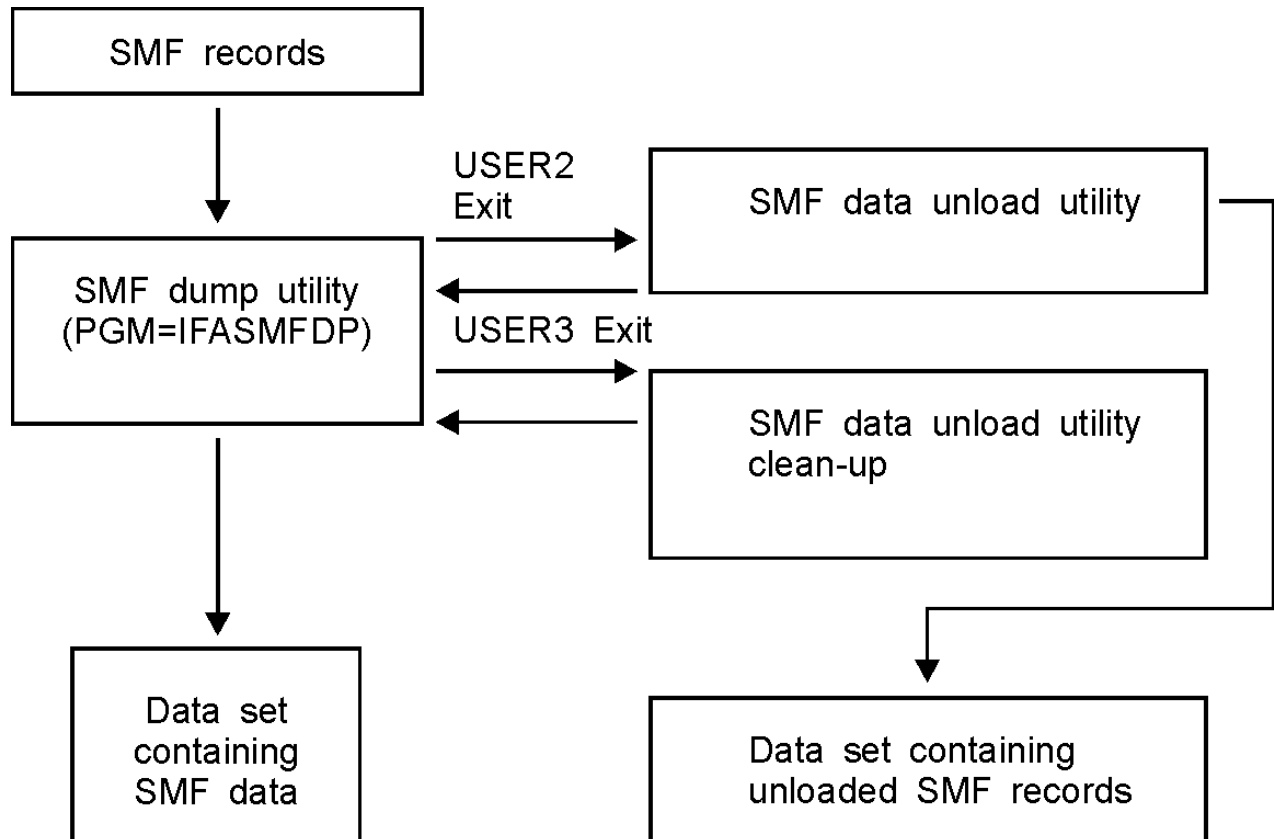 SMF records
USER2
Exit
SMF data unload utility
SMF dump utility
(PGM=IFASMFDP)
USER3 Exit
SMF data unload utility
clean-up
Data set
containing
SMF data
Data set containing
unloaded SMF records